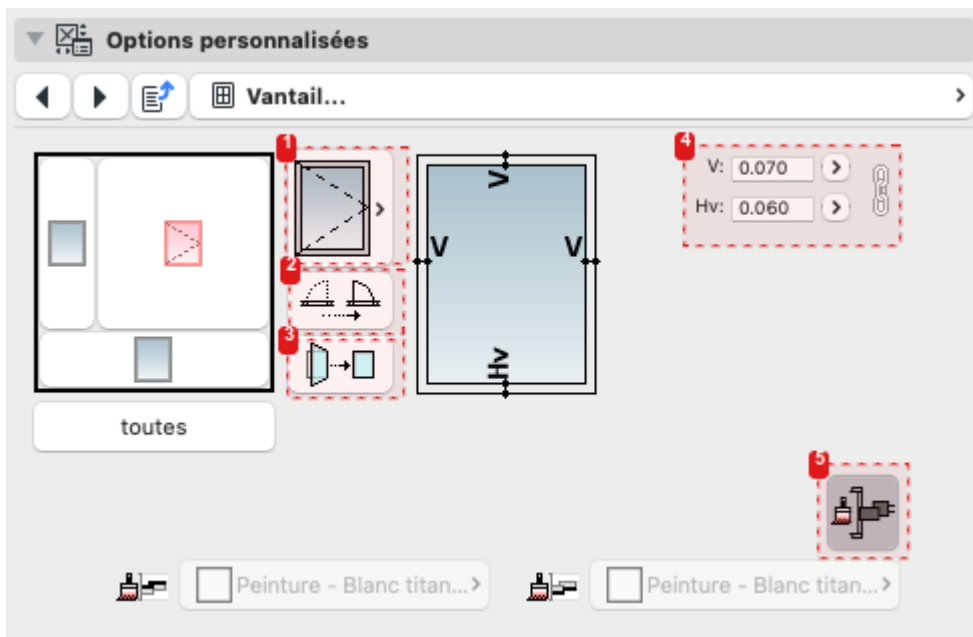 Options personnalisées
Vantail...
1
4
V: 0.070
V
V
V
Hv: 0.060
2
3
Hv
toutes
5
Peinture - Blanc titan...
Peinture - Blanc titan...